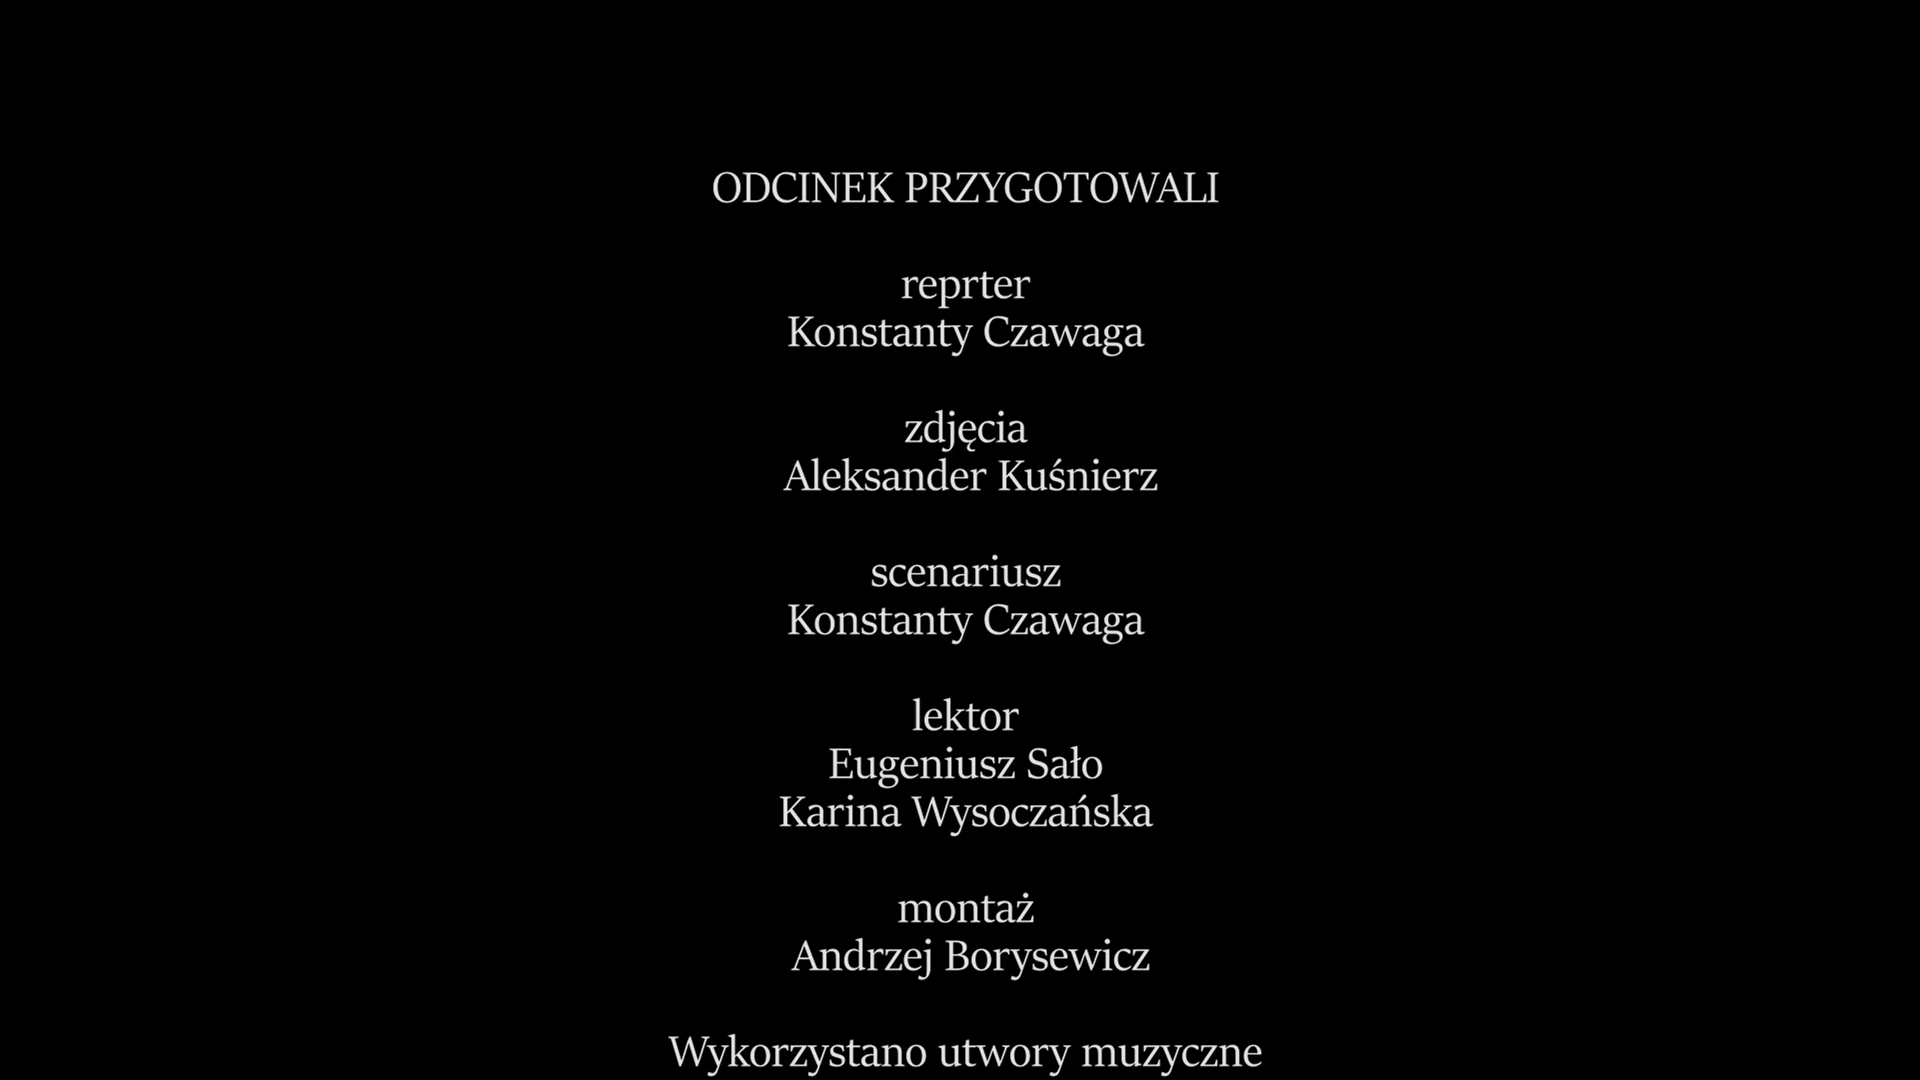 ODCINEK PRZYGOTOWALI
reprter
Konstanty Czawaga
zdjęcia
Aleksander Kuśnierz
scenariusz
Konstanty Czawaga
lektor
Eugeniusz Sało
Karina Wysoczańska
montaż
Andrzej Borysewicz
Wykorzystano utwory muzyczne